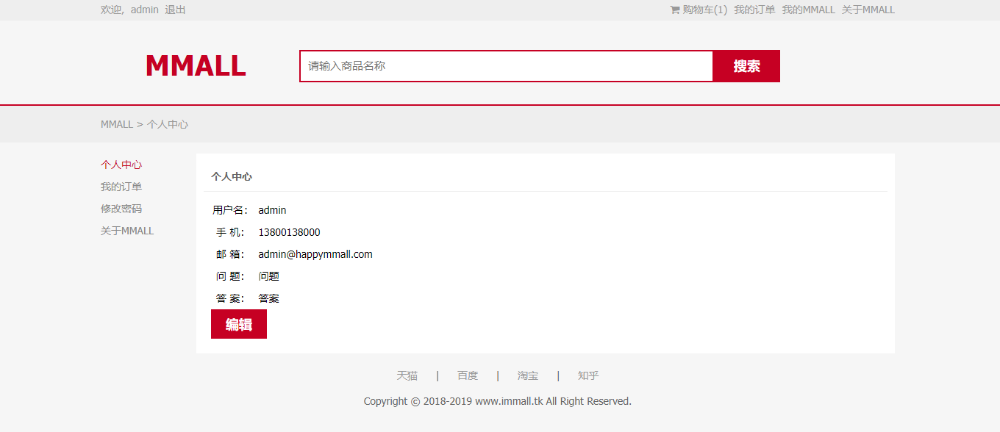 欢迎，admin 退出
购物车(1) 我的订单 我的MMALL 关于MMALL
MMALL
请输入商品名称
搜索
MMALL > 个人中心
个人中心
我的订单
修改密码
关于MMALL
个人中心
用户名： admin
手 机： 13800138000
邮 箱： admin@happymmall.com
问 题： 问题
答 案： 答案
编辑
天猫 | 百度 | 淘宝 | 知乎
Copyright © 2018-2019 www.immall.tk All Right Reserved.